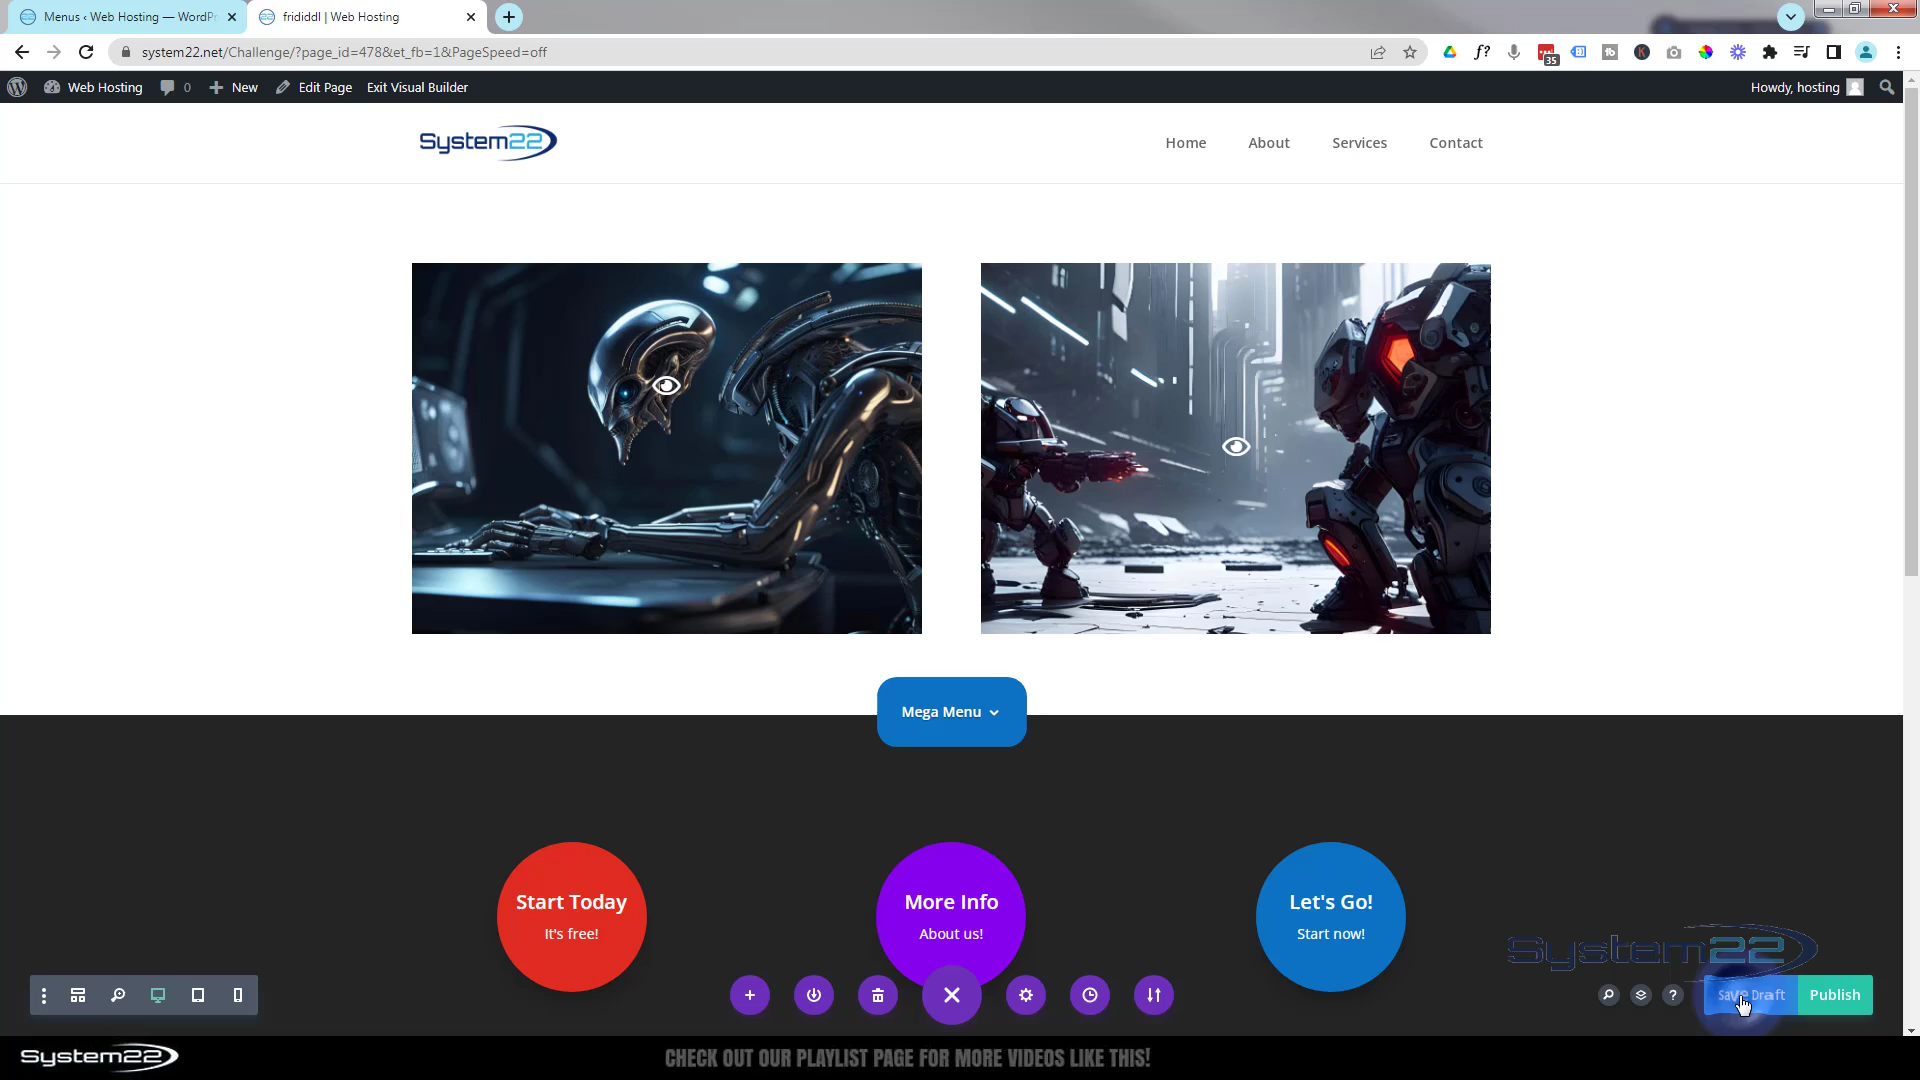 Menus ‹ Web Hosting — WordPr
frididdl | Web Hosting
system22.net/Challenge/?page_id=478&et_fb=1&PageSpeed=off
f?
35
Web Hosting
0
New
Edit Page
Exit Visual Builder
Howdy, hosting
System22
Home
About
Services
Contact
Mega Menu
Start Today
It's free!
More Info
About us!
Let's Go!
Start now!
System22
?
Save Draft
Publish
System22
CHECK OUT OUR PLAYLIST PAGE FOR MORE VIDEOS LIKE THIS!